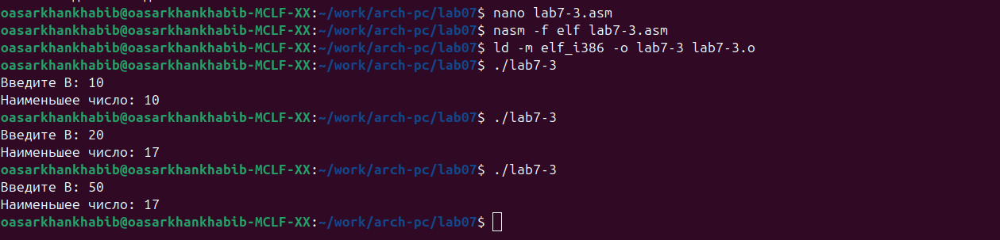 oasarkhankhabib@oasarkhankhabib-MCLF-XX:~/work/arch-pc/lab07$ nano lab7-3.asm
oasarkhankhabib@oasarkhankhabib-MCLF-XX:~/work/arch-pc/lab07$ nasm -f elf lab7-3.asm
oasarkhankhabib@oasarkhankhabib-MCLF-XX:~/work/arch-pc/lab07$ ld -m elf_i386 -o lab7-3 lab7-3.o
oasarkhankhabib@oasarkhankhabib-MCLF-XX:~/work/arch-pc/lab07$ ./lab7-3
Введите В: 10
Наименьшее число: 10
oasarkhankhabib@oasarkhankhabib-MCLF-XX:~/work/arch-pc/lab07$ ./lab7-3
Введите В: 20
Наименьшее число: 17
oasarkhankhabib@oasarkhankhabib-MCLF-XX:~/work/arch-pc/lab07$ ./lab7-3
Введите В: 50
Наименьшее число: 17
oasarkhankhabib@oasarkhankhabib-MCLF-XX:~/work/arch-pc/lab07$